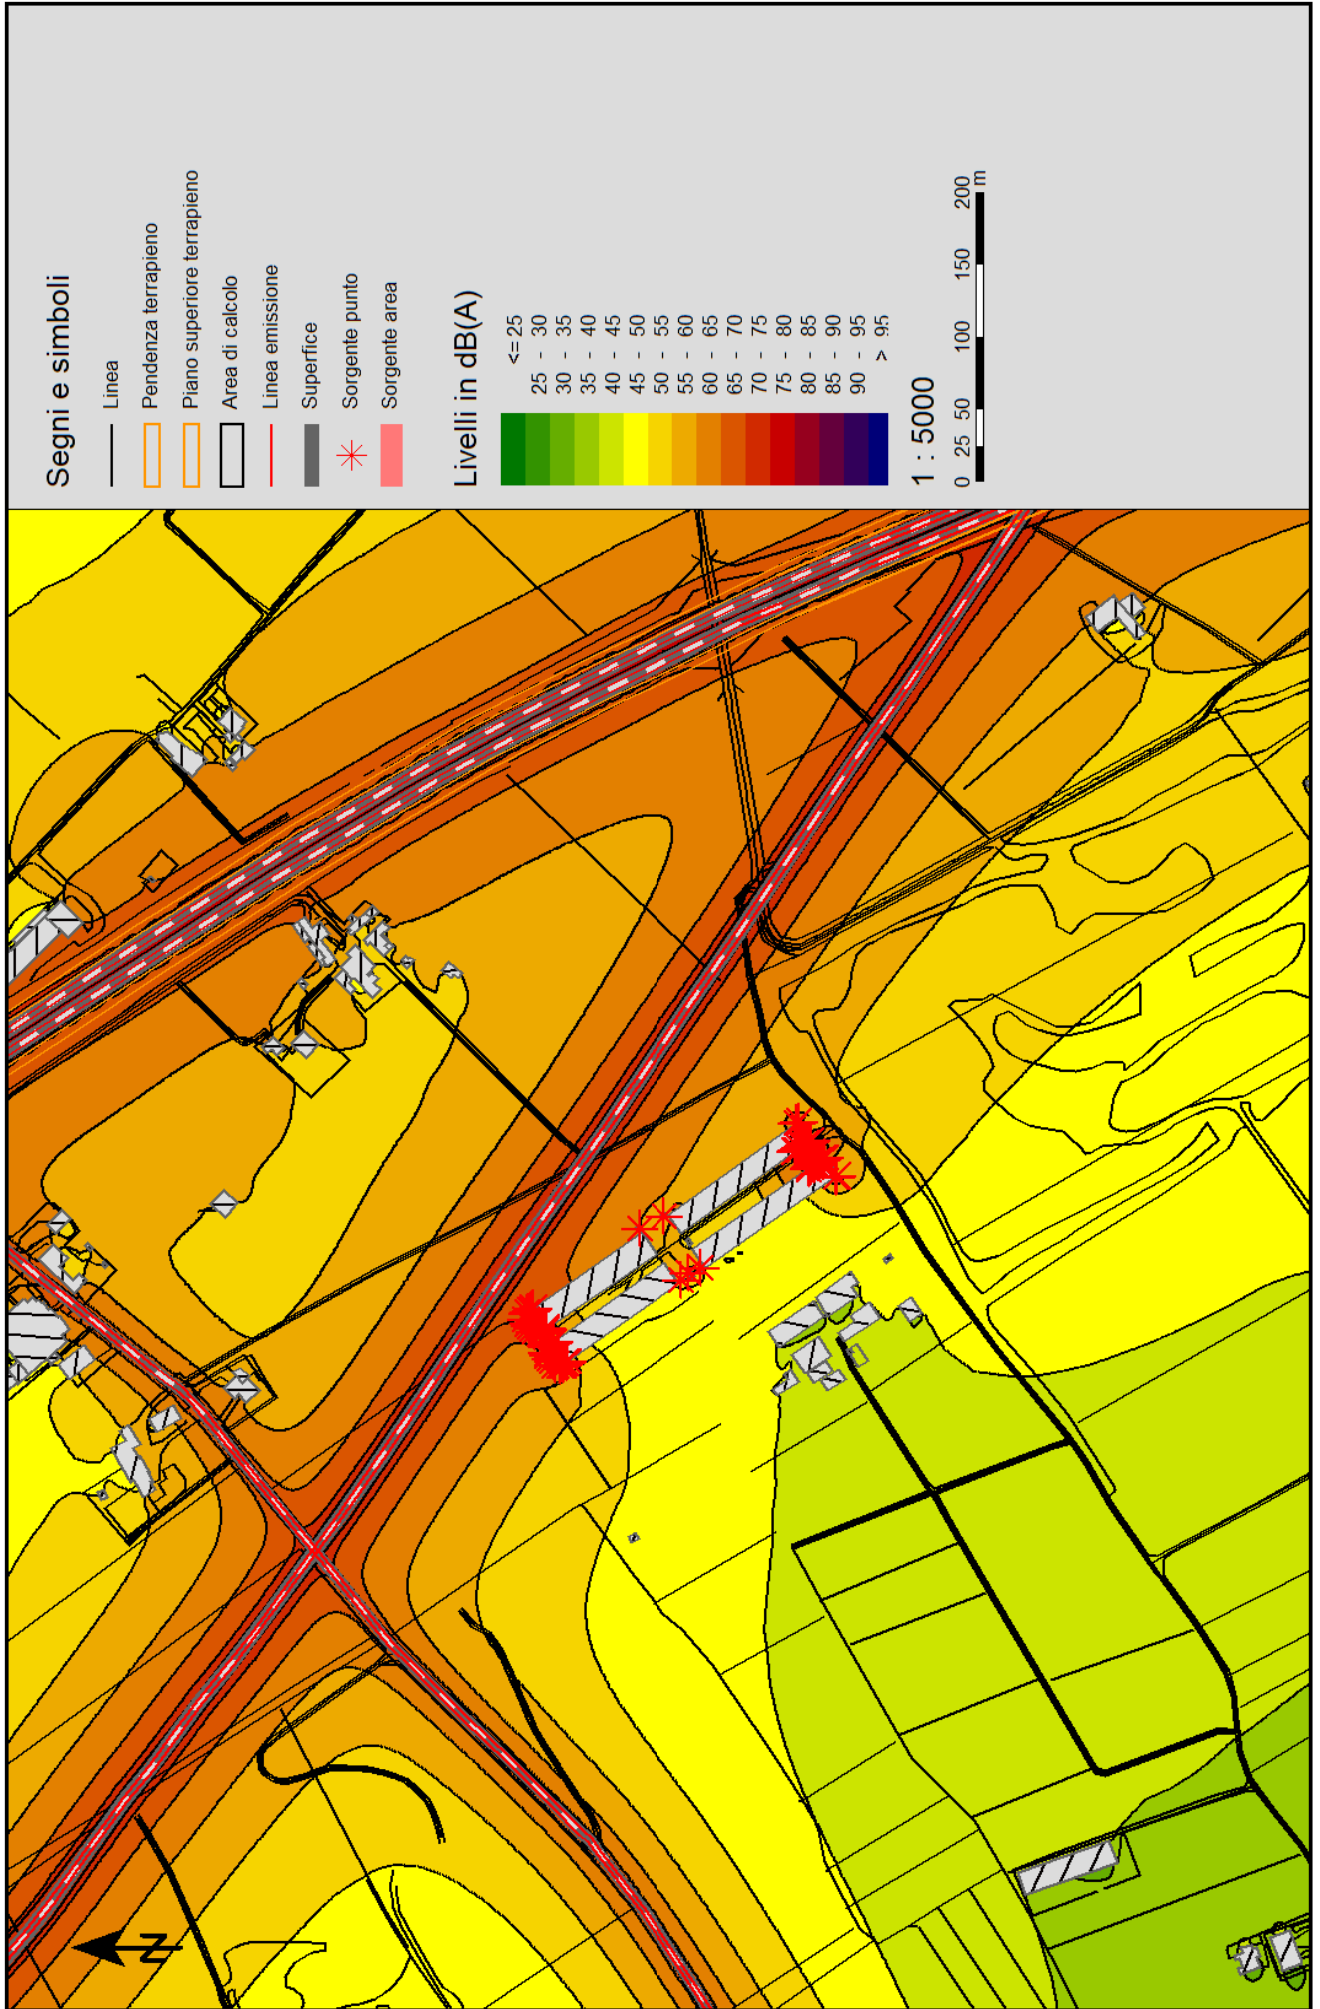 Segni e simboli
Linea
Pendenza terrapieno
Piano superiore terrapieno
Area di calcolo
Linea emissione
Superfice
Sorgente punto
Sorgente area
Livelli in dB(A)
<= 25
25 - 30
30 - 35
35 - 40
40 - 45
45 - 50
50 - 55
55 - 60
60 - 65
65 - 70
70 - 75
75 - 80
80 - 85
85 - 90
90 - 95
> 95
1 : 5000
0 25 50 100 150 200
m
N